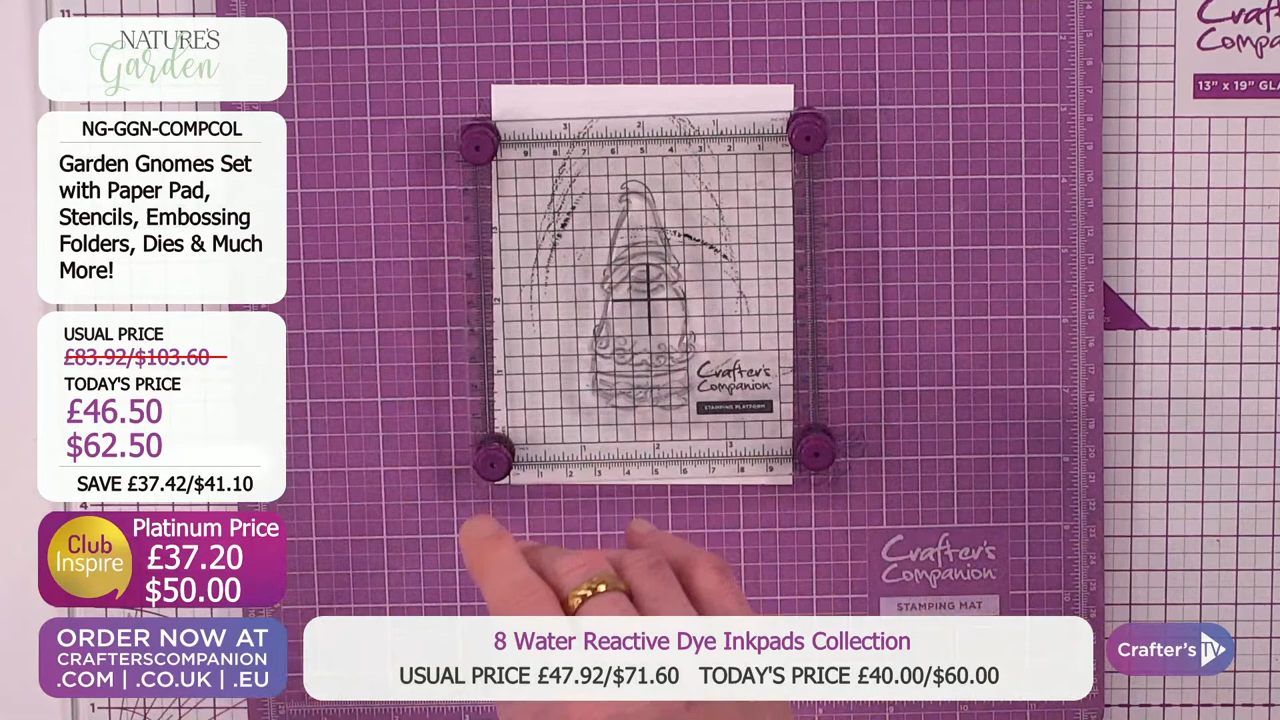 NATURE'S
Garden
NG-GGN-COMPCOL
Garden Gnomes Set
with Paper Pad,
Stencils, Embossing
Folders, Dies & Much
More!
USUAL PRICE
£83.92/$103.60
TODAY'S PRICE
£46.50
$62.50
SAVE £37.42/$41.10
Club
Inspire
Platinum Price
£37.20
$50.00
ORDER NOW AT
CRAFTERSCOMPANION
.COM | .CO.UK | .EU
8 Water Reactive Dye Inkpads Collection
USUAL PRICE £47.92/$71.60 TODAY'S PRICE £40.00/$60.00
Crafter's TV
Crafter's
Companion
STAMPING PLATFORM
Crafter's
Companion
STAMPING MAT
13" x 19"